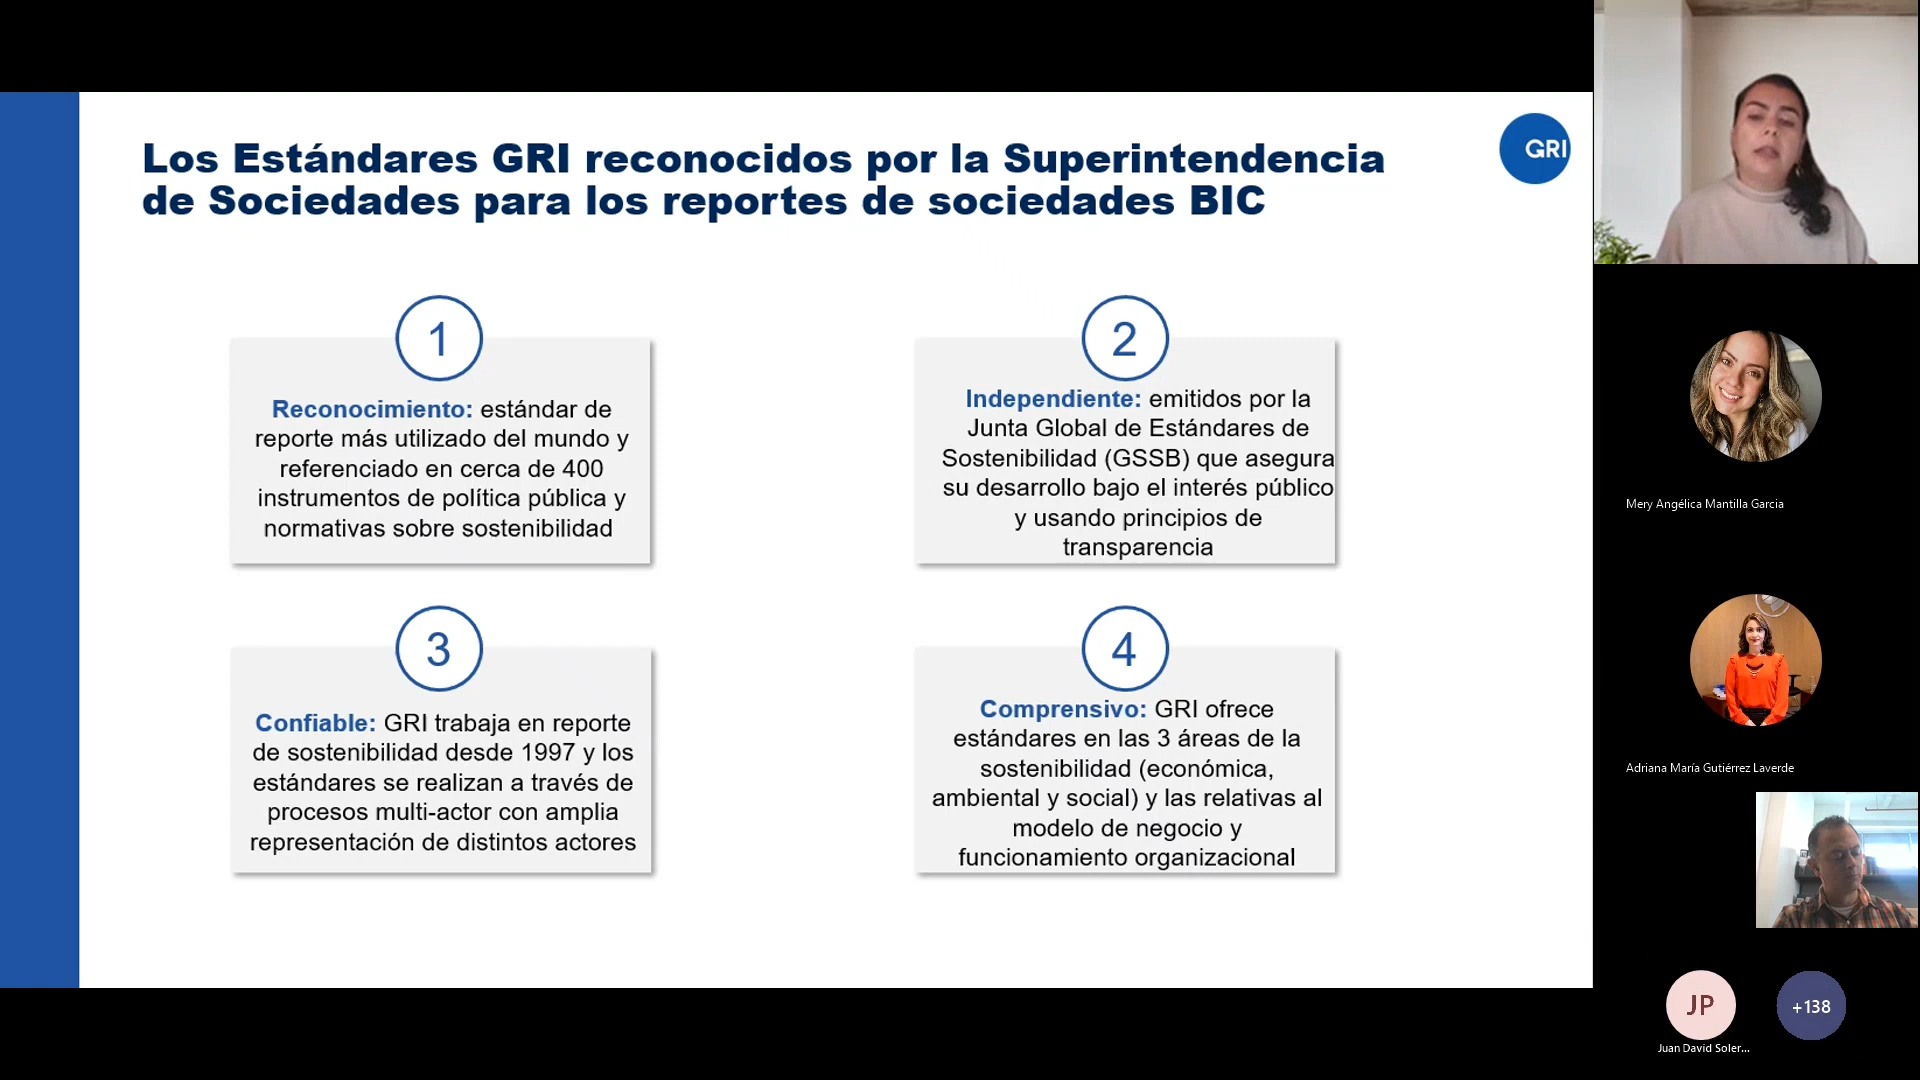 Los Estándares GRI reconocidos por la Superintendencia
de Sociedades para los reportes de sociedades BIC
GRI
1
Reconocimiento: estándar de
reporte más utilizado del mundo y
referenciado en cerca de 400
instrumentos de política pública y
normativas sobre sostenibilidad
2
Independiente: emitidos por la
Junta Global de Estándares de
Sostenibilidad (GSSB) que asegura
su desarrollo bajo el interés público
y usando principios de
transparencia
3
Confiable: GRI trabaja en reporte
de sostenibilidad desde 1997 y los
estándares se realizan a través de
procesos multi-actor con amplia
representación de distintos actores
4
Comprensivo: GRI ofrece
estándares en las 3 áreas de la
sostenibilidad (económica,
ambiental y social) y las relativas al
modelo de negocio y
funcionamiento organizacional
Mery Angélica Mantilla Garcia
Adriana María Gutiérrez Laverde
JP
+138
Juan David Soler...